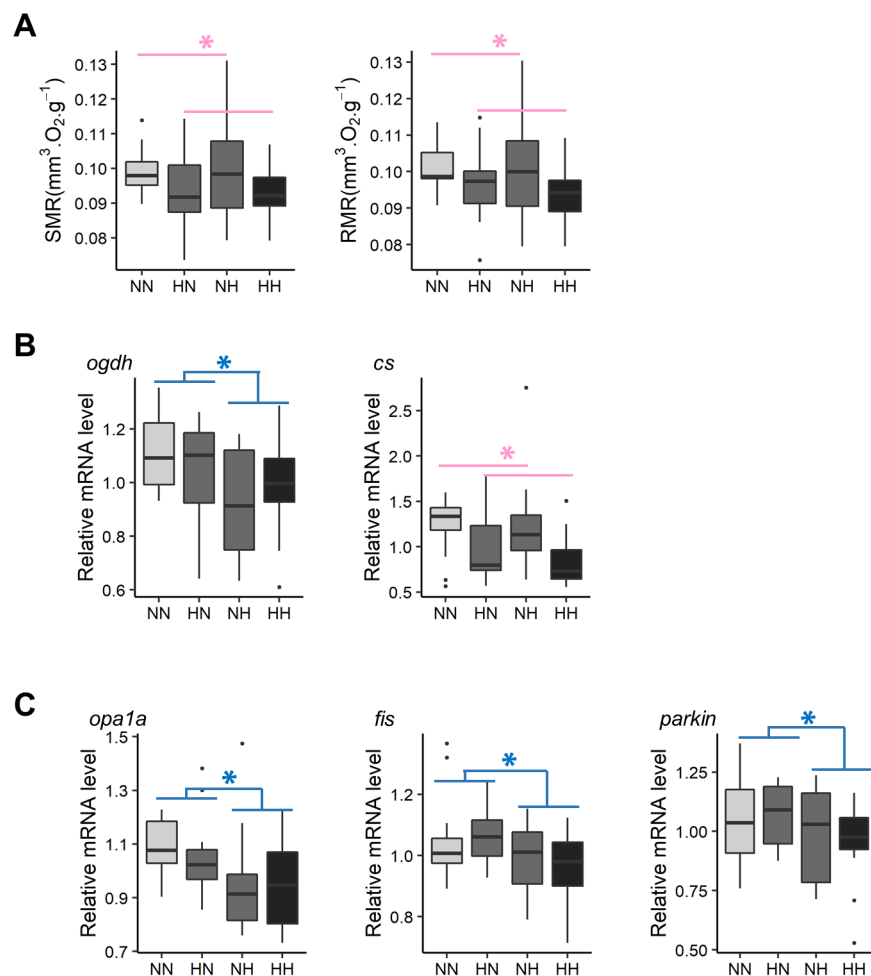 A
SMR(mm³.O₂.g⁻¹)
0.13
0.12
0.11
0.10
0.09
0.08
*
NN HN NH HH
RMR(mm³.O₂.g⁻¹)
0.13
0.12
0.11
0.10
0.09
0.08
*
NN HN NH HH
B
ogdh
Relative mRNA level
1.2
1.0
0.8
0.6
*
NN HN NH HH
cs
Relative mRNA level
2.5
2.0
1.5
1.0
0.5
*
NN HN NH HH
C
opa1a
Relative mRNA level
1.5
1.3
1.1
0.9
0.7
*
NN HN NH HH
fis
Relative mRNA level
1.2
1.0
0.8
*
NN HN NH HH
parkin
Relative mRNA level
1.25
1.00
0.75
0.50
*
NN HN NH HH